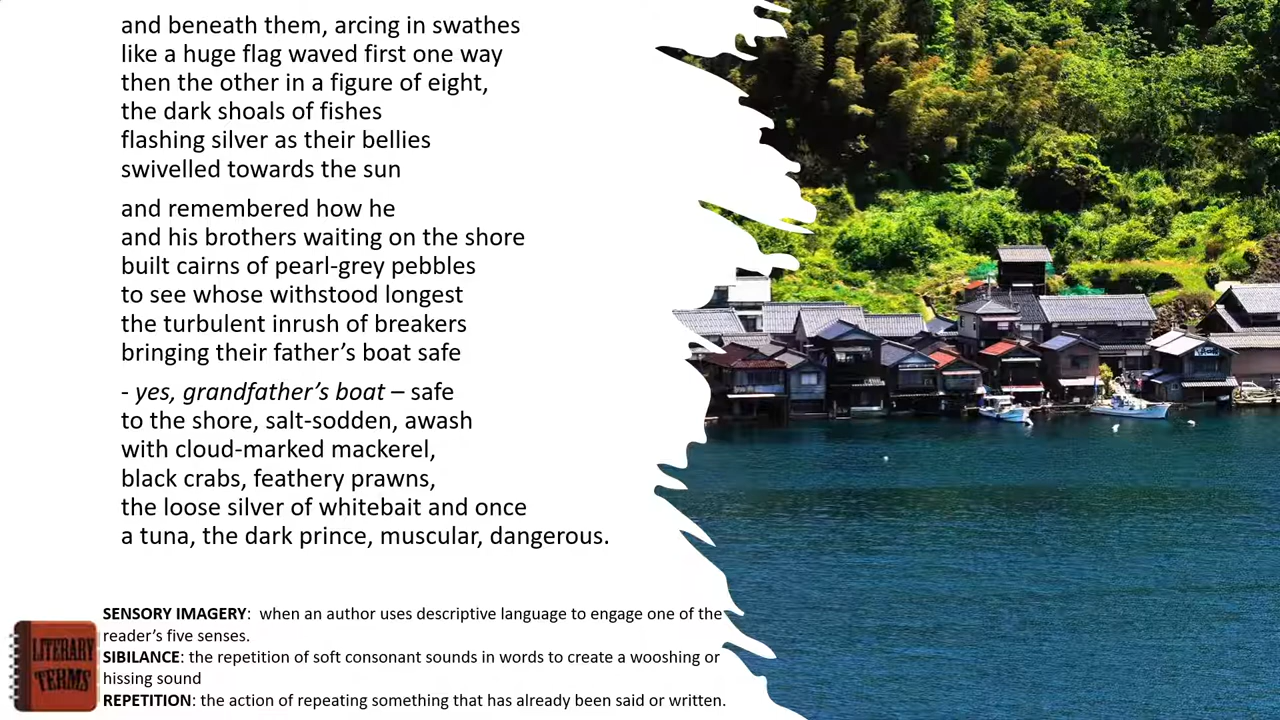 and beneath them, arcing in swathes
like a huge flag waved first one way
then the other in a figure of eight,
the dark shoals of fishes
flashing silver as their bellies
swivelled towards the sun
and remembered how he
and his brothers waiting on the shore
built cairns of pearl-grey pebbles
to see whose withstood longest
the turbulent inrush of breakers
bringing their father’s boat safe
- yes, grandfather’s boat – safe
to the shore, salt-sodden, awash
with cloud-marked mackerel,
black crabs, feathery prawns,
the loose silver of whitebait and once
a tuna, the dark prince, muscular, dangerous.
LITERARY
TERMS
SENSORY IMAGERY:  when an author uses descriptive language to engage one of the
reader’s five senses.
SIBILANCE: the repetition of soft consonant sounds in words to create a wooshing or
hissing sound
REPETITION: the action of repeating something that has already been said or written.